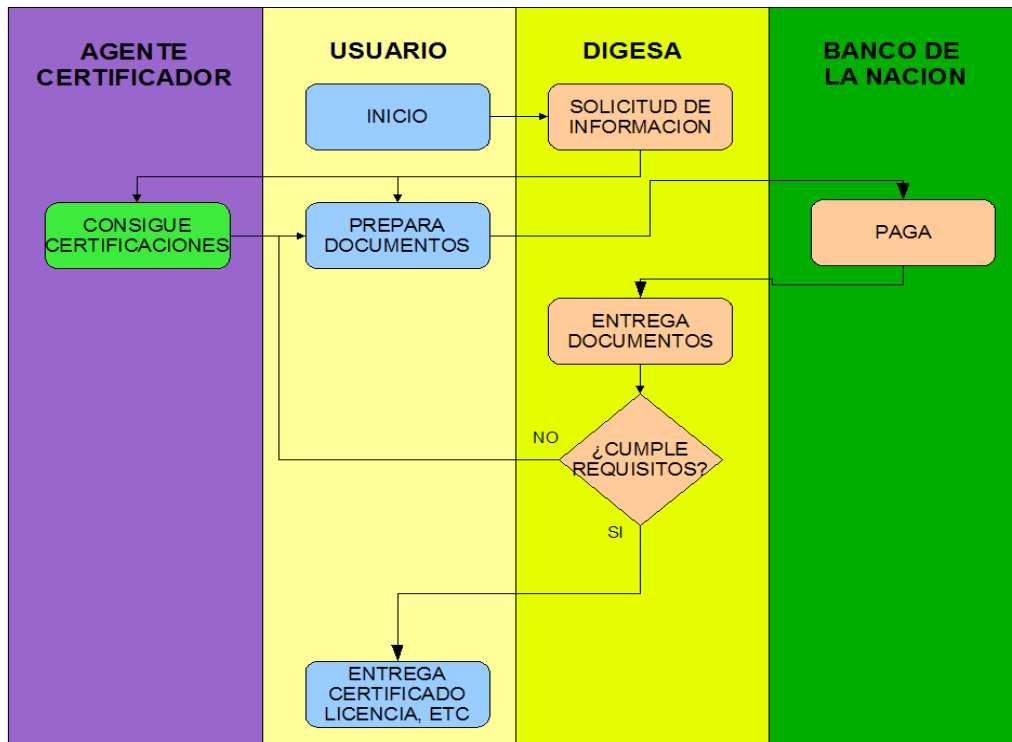 AGENTE
CERTIFICADOR
USUARIO
DIGESA
BANCO DE
LA NACION
INICIO
SOLICITUD DE
INFORMACION
CONSIGUE
CERTIFICACIONES
PREPARA
DOCUMENTOS
PAGA
ENTREGA
DOCUMENTOS
NO
¿CUMPLE
REQUISITOS?
SI
ENTREGA
CERTIFICADO
LICENCIA, ETC